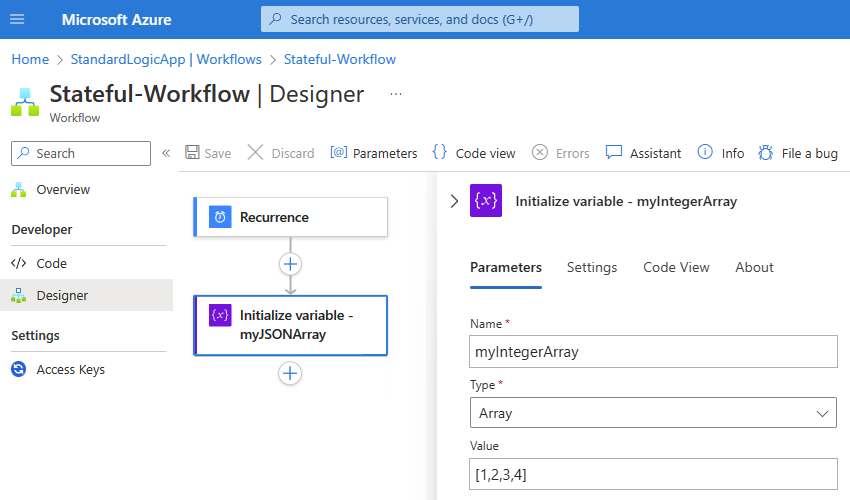 Microsoft Azure
Search resources, services, and docs (G+/)
Home > StandardLogicApp | Workflows > Stateful-Workflow
Stateful-Workflow | Designer ...
Workflow
Search
«
Save
Discard
[@] Parameters
{} Code view
Errors
Assistant
Info
File a bug
Overview
Developer
</> Code
Designer
Settings
Access Keys
Recurrence
+
{x} Initialize variable -
myJSONArray
+
> {x} Initialize variable - myIntegerArray
Parameters
Settings
Code View
About
Name *
myIntegerArray
Type *
Array
Value
[1,2,3,4]